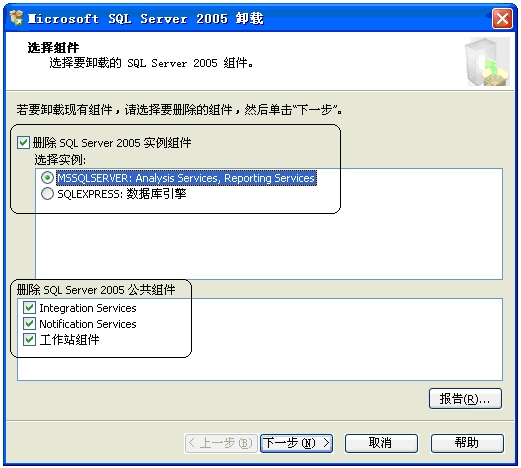 Microsoft SQL Server 2005 卸载
选择组件
选择要卸载的 SQL Server 2005 组件。
若要卸载现有组件，请选择要删除的组件，然后单击“下一步”。
删除 SQL Server 2005 实例组件
选择实例:
MSSQLSERVER: Analysis Services, Reporting Services
SQLEXPRESS: 数据库引擎
删除 SQL Server 2005 公共组件
Integration Services
Notification Services
工作站组件
报告(R)...
< 上一步(B) 下一步(N) > 取消 帮助